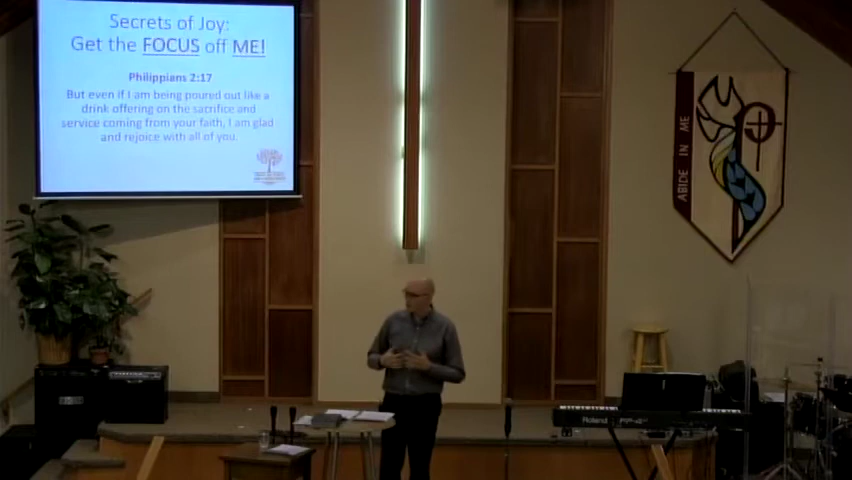 Secrets of Joy:
Get the FOCUS off ME!
Philippians 2:17
But even if I am being poured out like a
drink offering on the sacrifice and
service coming from your faith, I am glad
and rejoice with all of you.
ABIDE IN ME
Roland FP-4